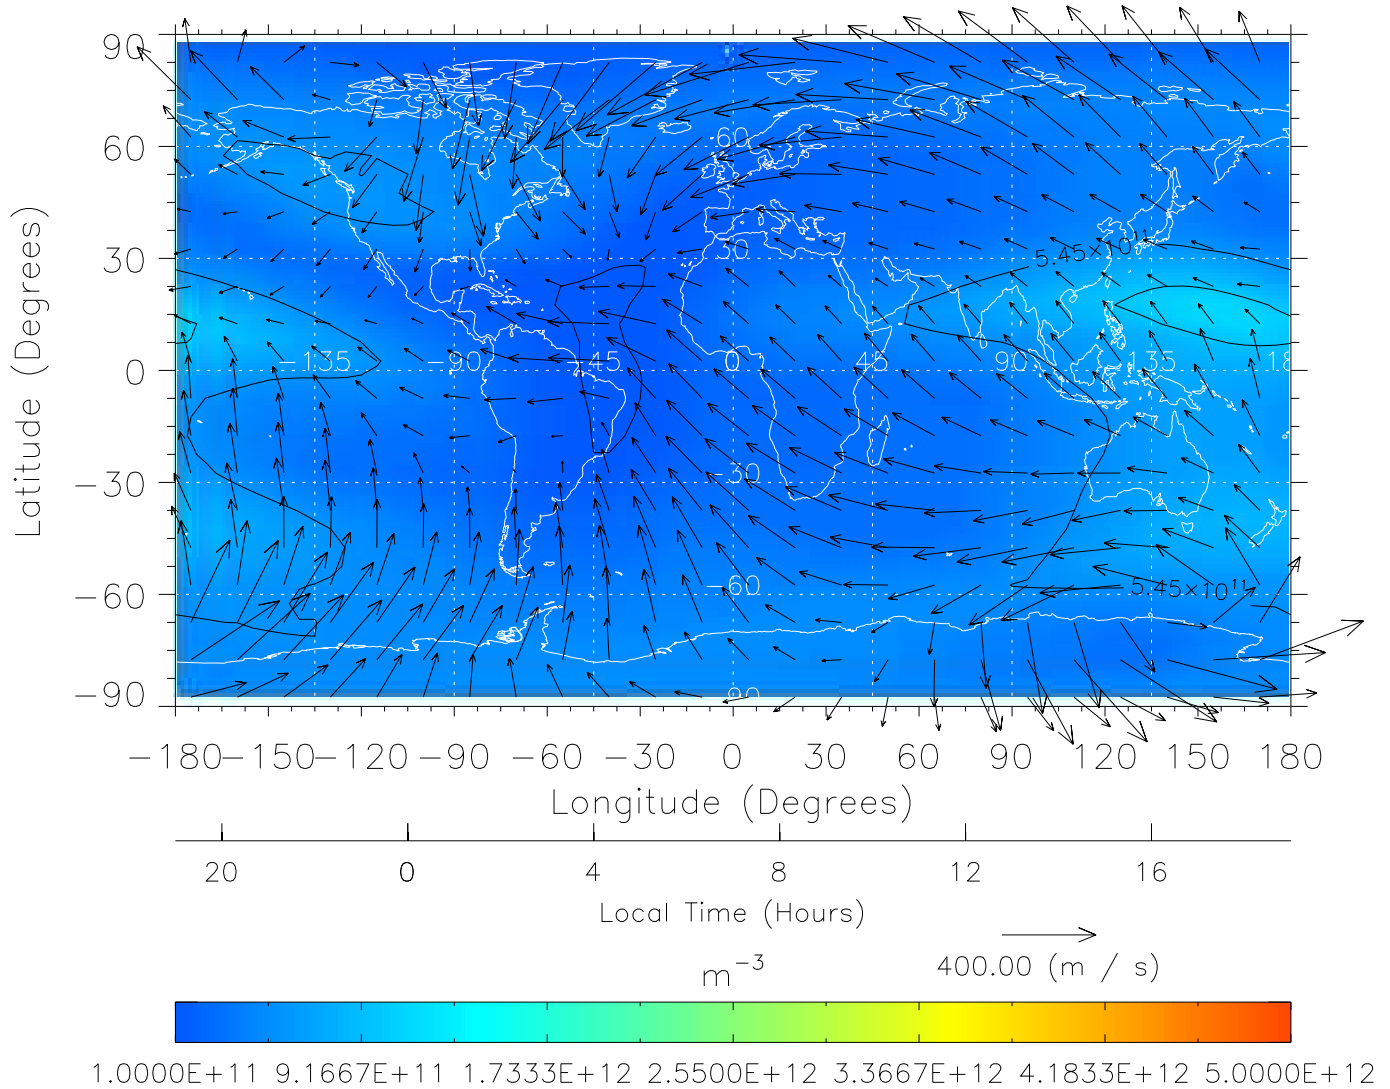 90
60
30
0
−30
−60
−90
Latitude (Degrees)
60
30
−135 −90 −45 0 45 90 135 18
−30
−60
−90
5.45×10¹¹
5.45×10¹¹
−180 −150 −120 −90 −60 −30 0 30 60 90 120 150 180
Longitude (Degrees)
20 0 4 8 12 16
Local Time (Hours)
400.00 (m / s)
m⁻³
1.0000E+11 9.1667E+11 1.7333E+12 2.5500E+12 3.3667E+12 4.1833E+12 5.0000E+12